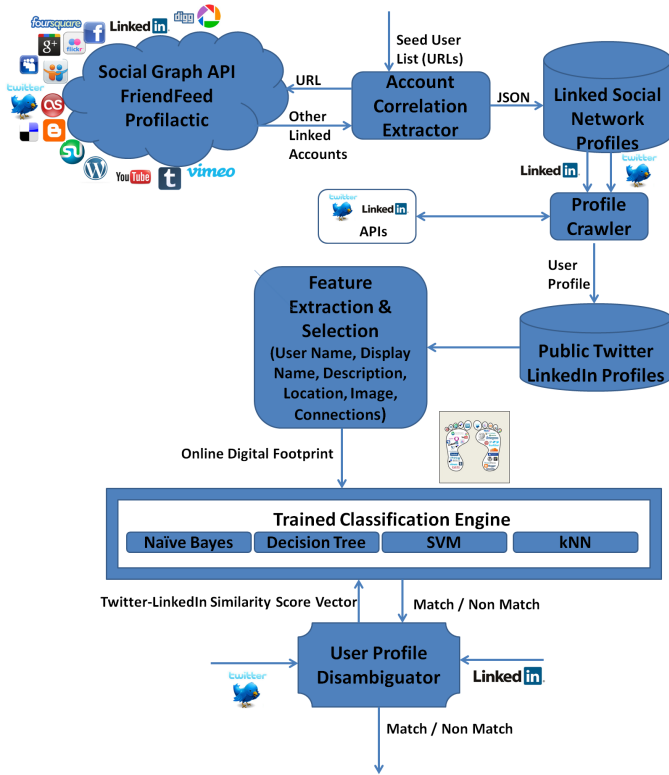 foursquare
Linked in
digg
g+
flickr
f
twitter
Social Graph API
FriendFeed
Profilactic
W
You Tube
t
vimeo
Seed User
List (URLs)
URL
Other
Linked
Accounts
Account
Correlation
Extractor
JSON
Linked Social
Network
Profiles
Linked in
twitter
twitter
Linked in
APIs
Profile
Crawler
User
Profile
Feature
Extraction &
Selection
(User Name, Display
Name, Description,
Location, Image,
Connections)
Public Twitter
LinkedIn Profiles
Online Digital Footprint
Trained Classification Engine
Naïve Bayes
Decision Tree
SVM
kNN
Twitter-LinkedIn Similarity Score Vector
Match / Non Match
User Profile
Disambiguator
twitter
Linked in
Match / Non Match